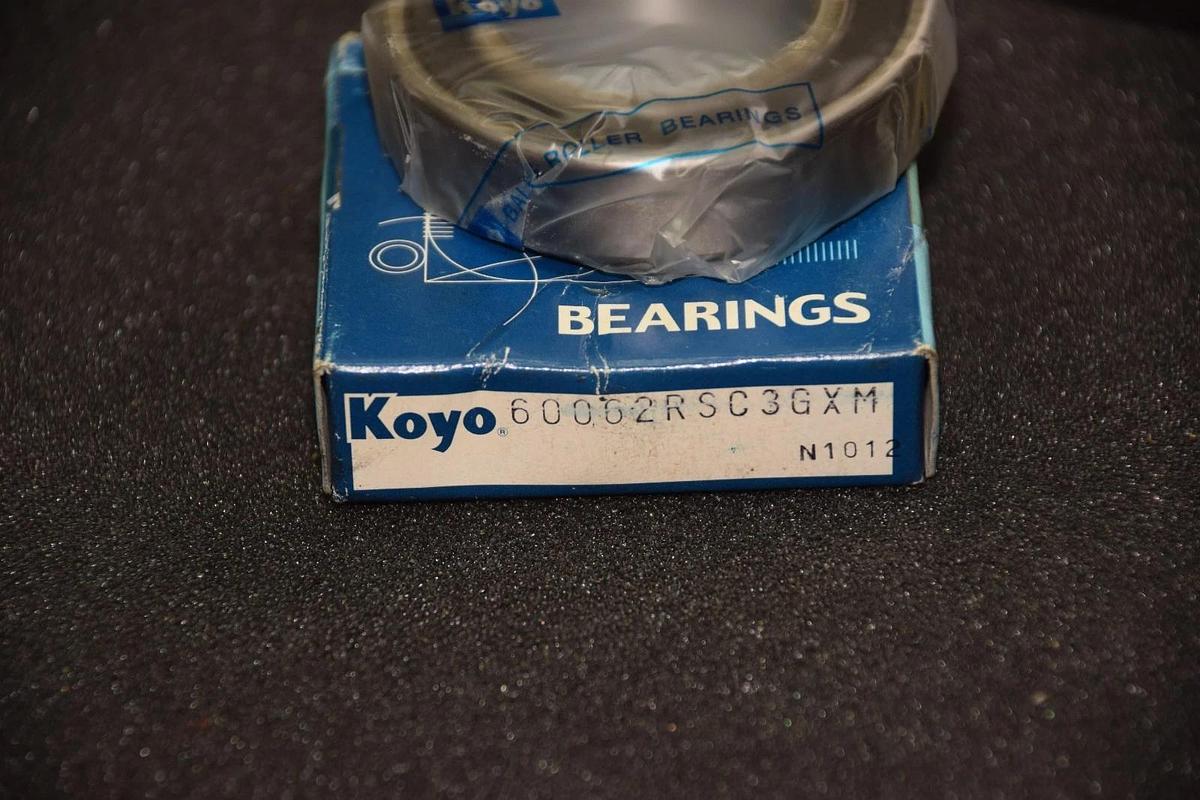 Koyo
BALL ROLLER BEARINGS
BEARINGS
Koyo® 60062RSC3GXM
N1012